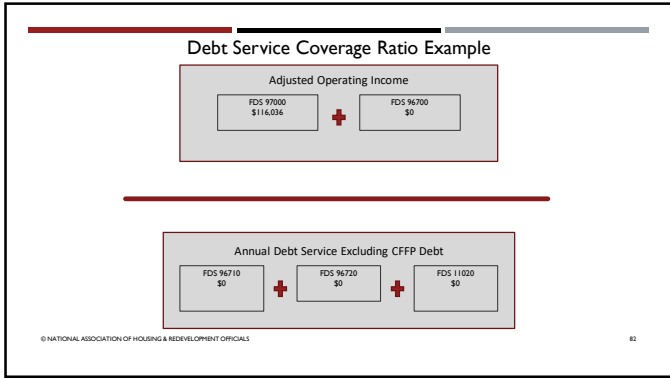 Debt Service Coverage Ratio Example
Adjusted Operating Income
FDS 97000
$116,036
FDS 96700
$0
Annual Debt Service Excluding CFFP Debt
FDS 96710
$0
FDS 96720
$0
FDS 11020
$0
© NATIONAL ASSOCIATION OF HOUSING & REDEVELOPMENT OFFICIALS
82